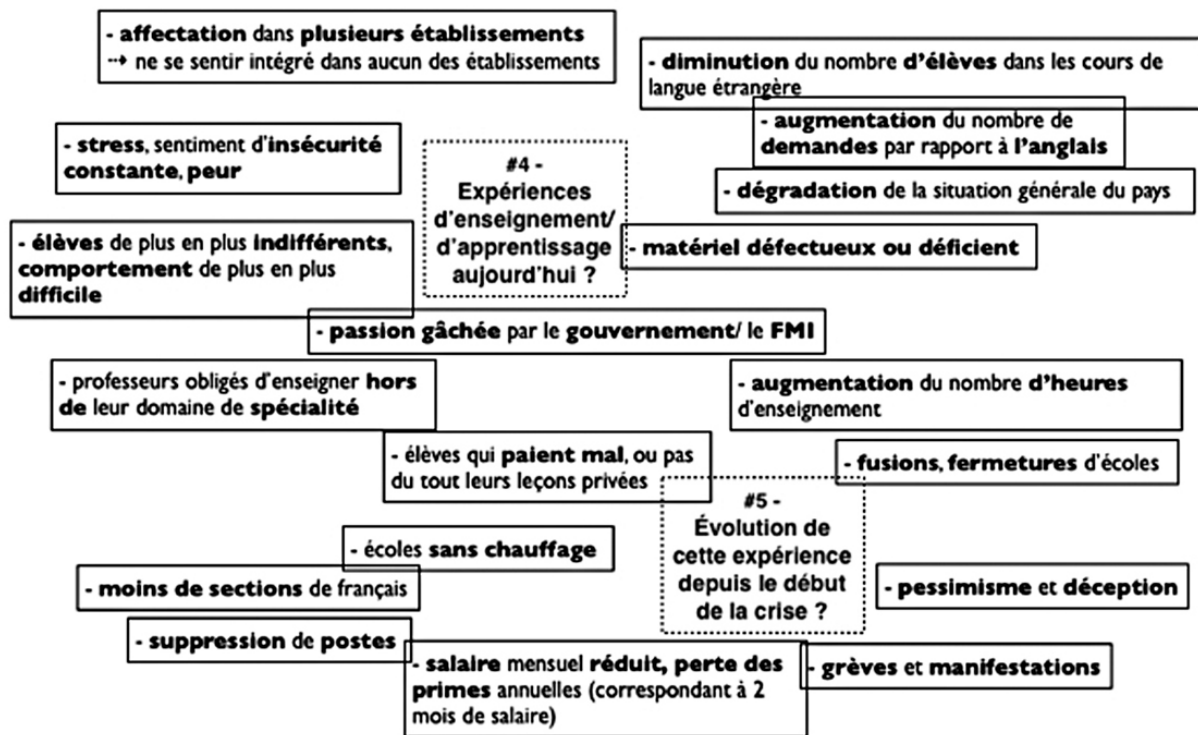 - affectation dans plusieurs établissements
⇢ ne se sentir intégré dans aucun des établissements
- diminution du nombre d'élèves dans les cours de
langue étrangère
- augmentation du nombre de
demandes par rapport à l'anglais
- stress, sentiment d'insécurité
constante, peur
#4 -
Expériences
d'enseignement/
d'apprentissage
aujourd'hui ?
- dégradation de la situation générale du pays
- élèves de plus en plus indifférents,
comportement de plus en plus
difficile
- matériel défectueux ou déficient
- passion gâchée par le gouvernement/ le FMI
- professeurs obligés d'enseigner hors
de leur domaine de spécialité
- augmentation du nombre d'heures
d'enseignement
- élèves qui paient mal, ou pas
du tout leurs leçons privées
- fusions, fermetures d'écoles
#5 -
Évolution de
cette expérience
depuis le début
de la crise ?
- écoles sans chauffage
- moins de sections de français
- pessimisme et déception
- suppression de postes
- salaire mensuel réduit, perte des
primes annuelles (correspondant à 2
mois de salaire)
- grèves et manifestations